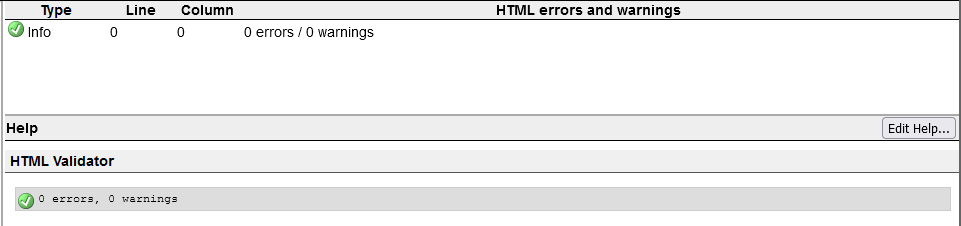 Type Line Column HTML errors and warnings
Info 0 0 0 errors / 0 warnings
Help Edit Help...
HTML Validator
0 errors, 0 warnings